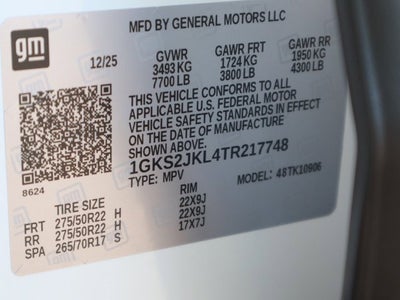 MFD BY GENERAL MOTORS LLC
gm
12/25 GVWR GAWR FRT GAWR RR
3493 KG 1724 KG 1950 KG
7700 LB 3800 LB 4300 LB
THIS VEHICLE CONFORMS TO ALL
APPLICABLE U.S. FEDERAL MOTOR
VEHICLE SAFETY STANDARDS IN EFFECT
ON THE DATE OF MANUFACTURE
SHOWN ABOVE.
8624
1GKS2JKL4TR217748
TYPE: MPV MODEL: 48TK10906
TIRE SIZE RIM
FRT 275/50R22 H 22X9J
RR 275/50R22 H 22X9J
SPA 265/70R17 S 17X7J